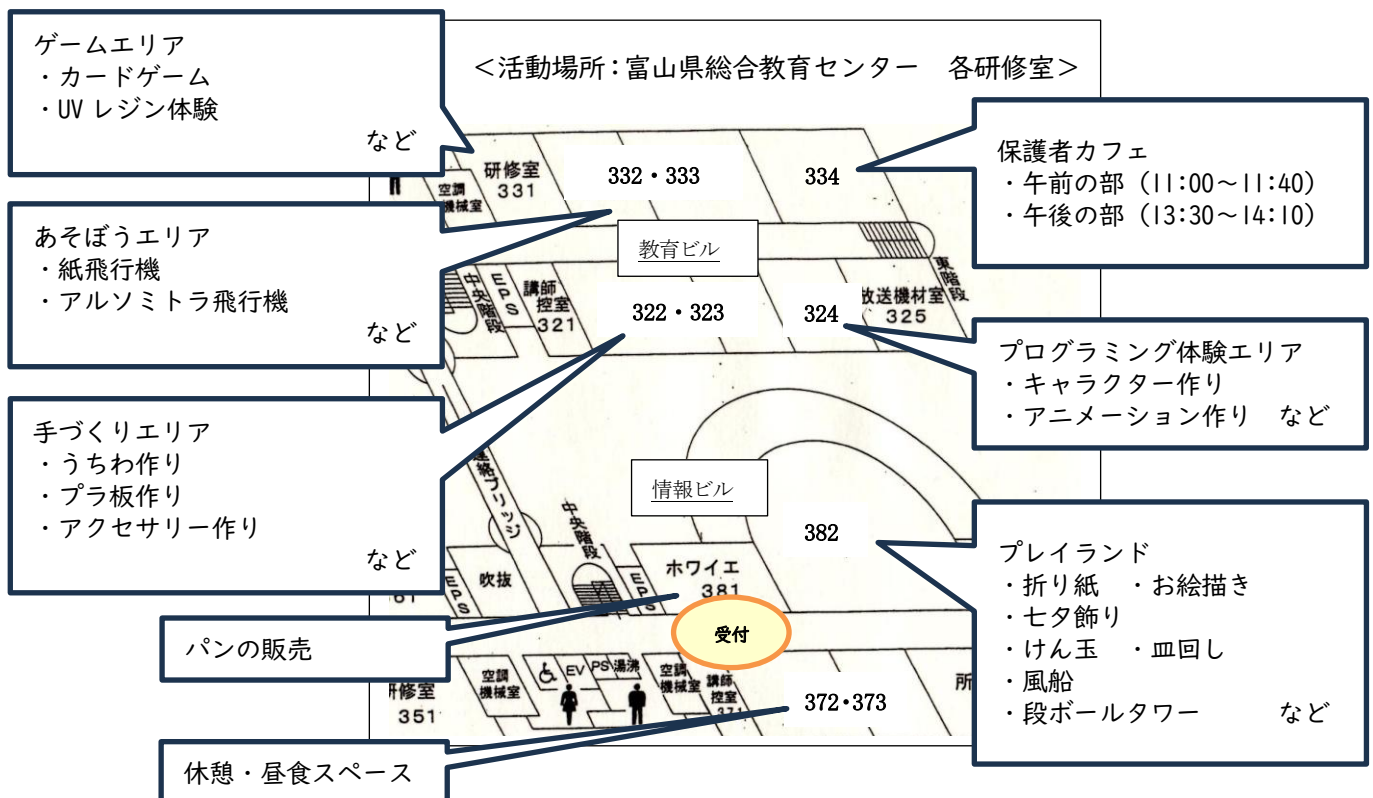 ゲームエリア
・カードゲーム
・UVレジン体験
など
<活動場所:富山県総合教育センター 各研修室>
保護者カフェ
・午前の部(11:00~11:40)
・午後の部(13:30~14:10)
研修室
331
332・333
334
空調
機械室
あそぼうエリア
・紙飛行機
・アルソミトラ飛行機
など
教育ビル
中央階段
EPS
講師
控室
321
322・323
324
放送機材室
325
東階段
プログラミング体験エリア
・キャラクター作り
・アニメーション作り など
手づくりエリア
・うちわ作り
・プラ板作り
・アクセサリー作り
など
連絡ブリッジ
情報ビル
中央階段
382
プレイランド
・折り紙 ・お絵描き
・七夕飾り
・けん玉 ・皿回し
・風船
・段ボールタワー など
EPS
吹抜
EPS
ホワイエ
381
受付
パンの販売
研修室
351
空調
機械室
EV
PS
湯沸
空調
機械室
講師
控室
371
372・373
所
休憩・昼食スペース